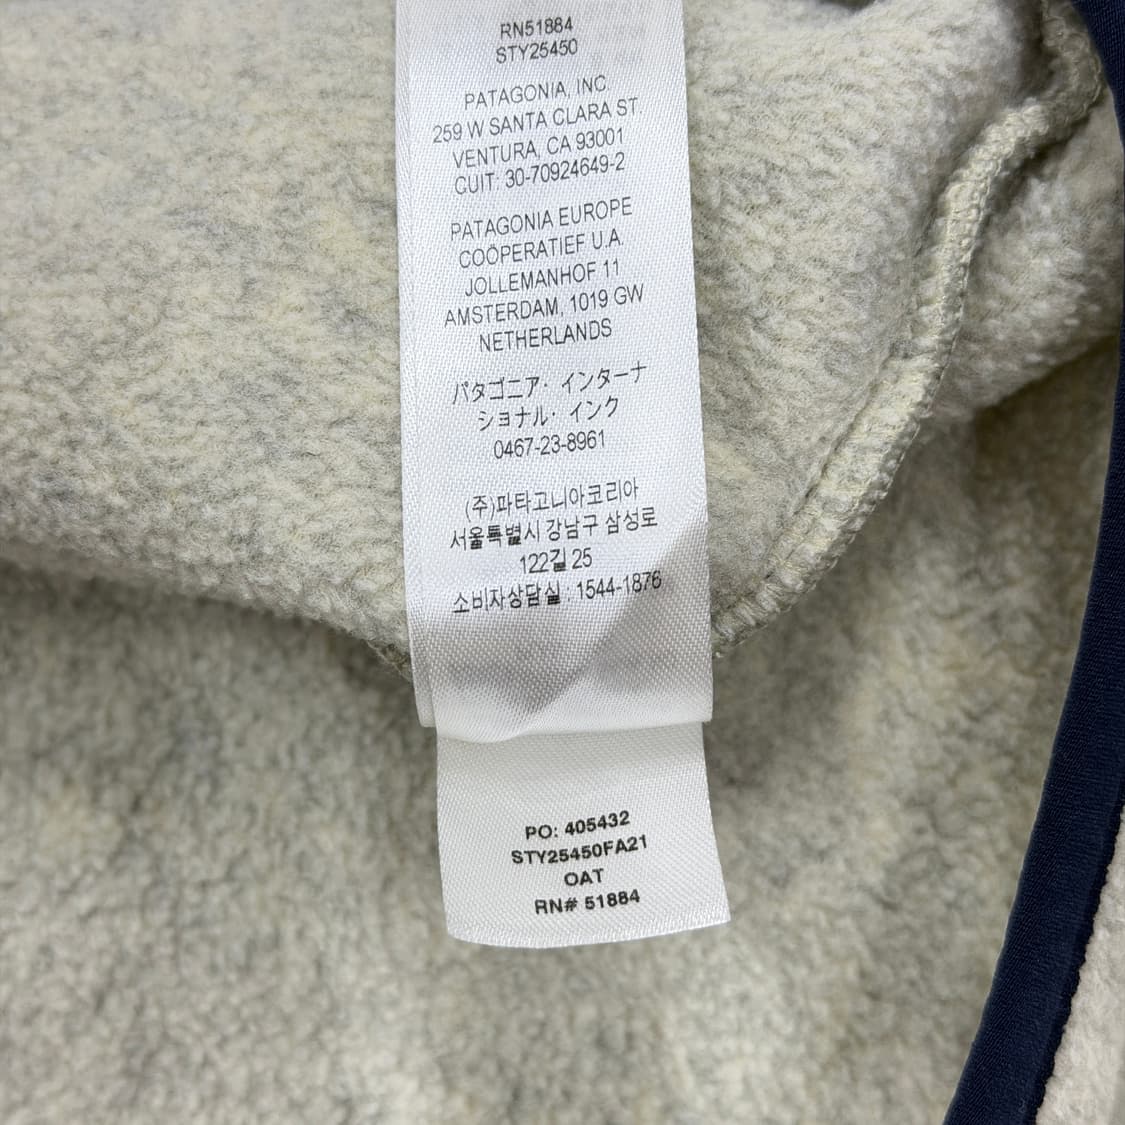 RN51884
STY25450
PATAGONIA, INC.
259 W SANTA CLARA ST.
VENTURA, CA 93001
CUIT: 30-70924649-2
PATAGONIA EUROPE
COÖPERATIEF U.A.
JOLLEMANHOF 11
AMSTERDAM, 1019 GW
NETHERLANDS
パタゴニア・インターナ
ショナル・インク
0467-23-8961
(주)파타고니아코리아
서울특별시 강남구 삼성로
122길 25
소비자상담실 : 1544-1876
PO: 405432
STY25450FA21
OAT
RN# 51884